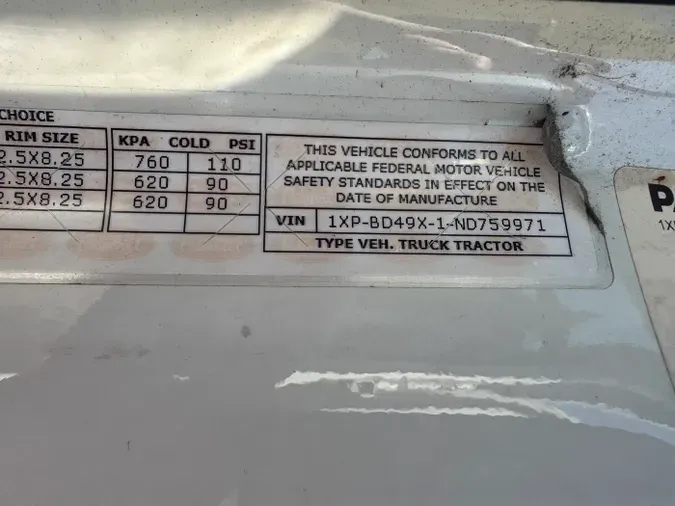 CHOICE
RIM SIZE
2.5X8.25
2.5X8.25
2.5X8.25
KPA COLD PSI
760 110
620 90
620 90
THIS VEHICLE CONFORMS TO ALL
APPLICABLE FEDERAL MOTOR VEHICLE
SAFETY STANDARDS IN EFFECT ON THE
DATE OF MANUFACTURE
VIN 1XP-BD49X-1-ND759971
TYPE VEH. TRUCK TRACTOR
PA
1X